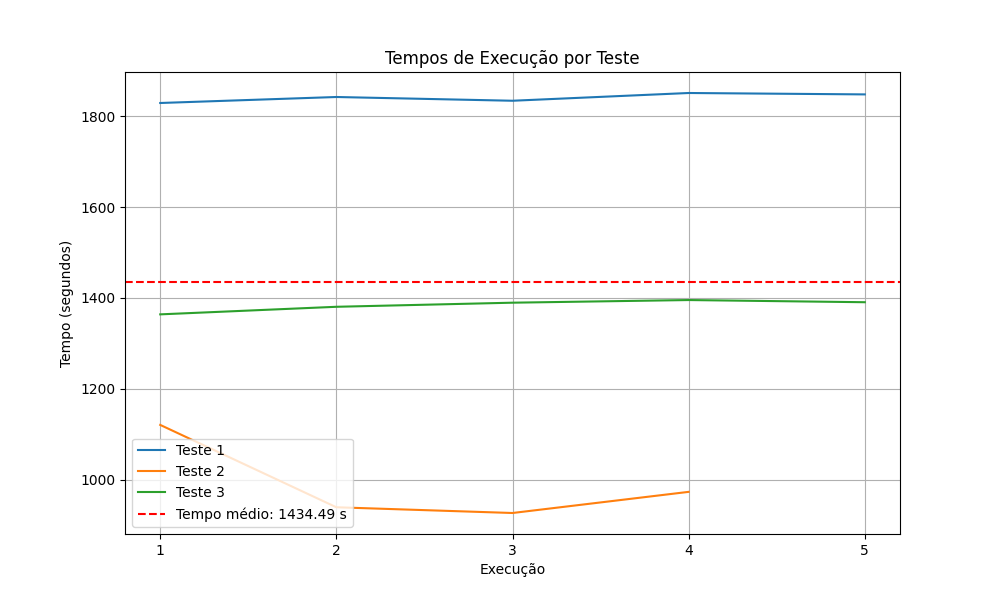 Tempos de Execução por Teste
Tempo (segundos)
1800
1600
1400
1200
1000
Teste 1
Teste 2
Teste 3
Tempo médio: 1434.49 s
1 2 3 4 5
Execução